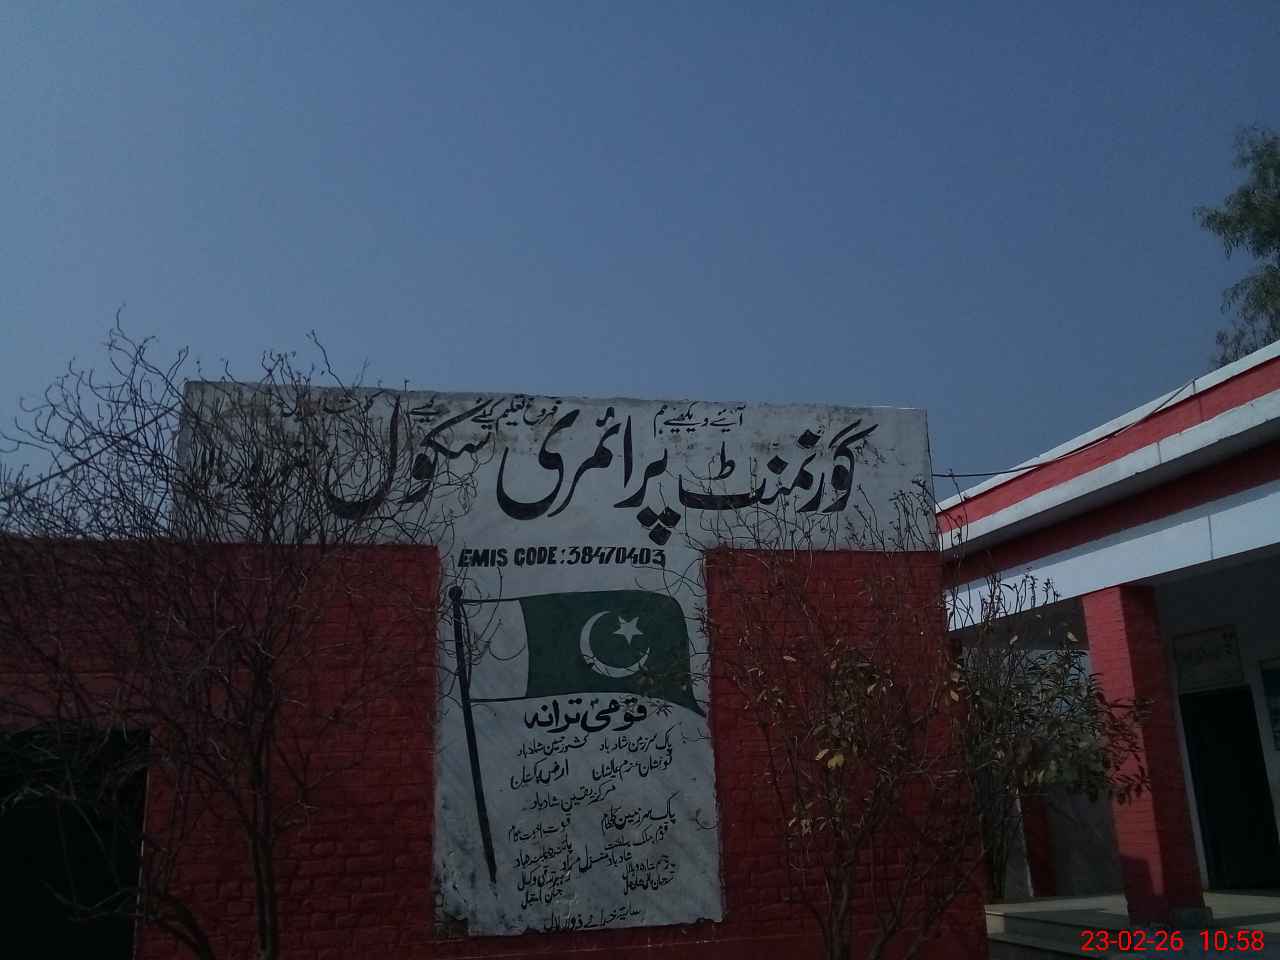 آیئے دیکھیئے ہم فروغ تعلیم کیلئے
گورنمنٹ پرائمری سکول
EMIS CODE:38470403
قومی ترانہ
پاک سرزمین شاد باد کشور حسین شاد باد
تو نشان عزم عالیشان ارض پاکستان
مرکز یقین شاد باد
پاک سرزمین کا نظام قوت اخوت عوام
قوم ملک سلطنت پائندہ تابندہ باد
شاد باد منزل مراد
پرچم ستارہ و ہلال رہبر ترقی و کمال
ترجمان ماضی شان حال جان استقبال
سایہ خدائے ذوالجلال
23-02-26 10:58